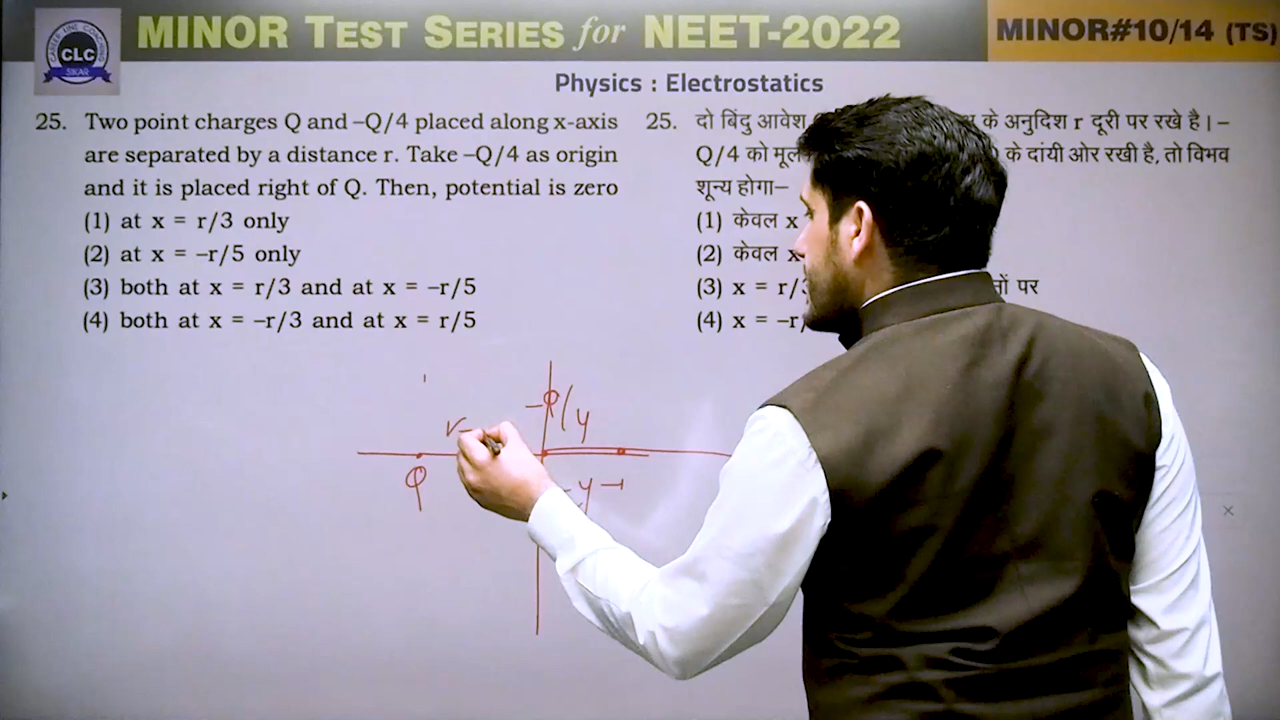 CLC
SIKAR
MINOR TEST SERIES for NEET-2022
MINOR#10/14 (TS)
Physics : Electrostatics
25. Two point charges Q and –Q/4 placed along x-axis
are separated by a distance r. Take –Q/4 as origin
and it is placed right of Q. Then, potential is zero
(1) at x = r/3 only
(2) at x = –r/5 only
(3) both at x = r/3 and at x = –r/5
(4) both at x = –r/3 and at x = r/5
25. दो बिंदु आवेश के अनुदिश r दूरी पर रखे है। –
Q/4 को मूल के दांयी ओर रखी है, तो विभव
शून्य होगा–
(1) केवल x
(2) केवल x
(3) x = r/ पर
(4) x = –r/
–Q/4
r
Q
y